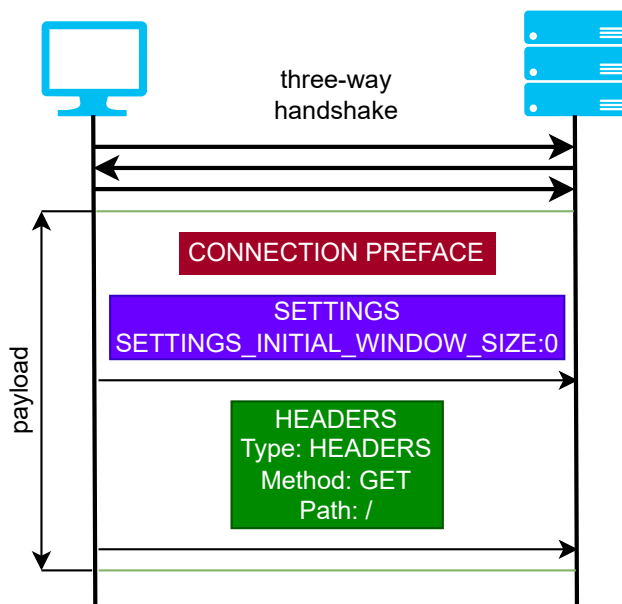 three-way
handshake
CONNECTION PREFACE
SETTINGS
SETTINGS_INITIAL_WINDOW_SIZE:0
payload
HEADERS
Type: HEADERS
Method: GET
Path: /